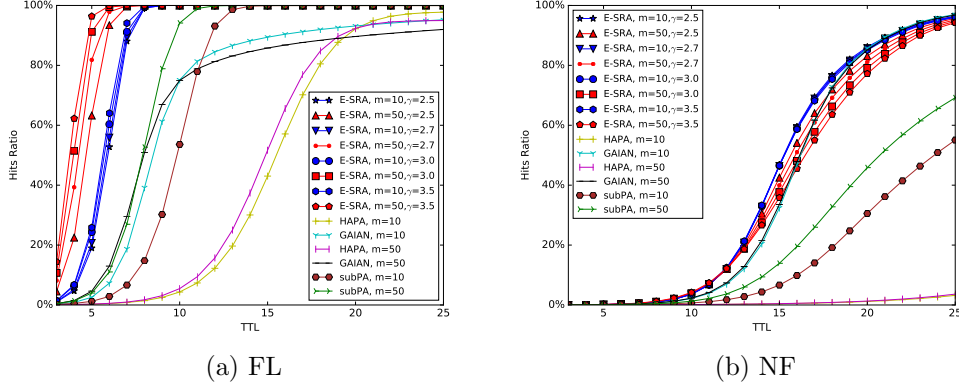 100%
80%
60%
40%
20%
0%
Hits Ratio
5
10
15
20
25
TTL
E-SRA, m=10,γ=2.5
E-SRA, m=50,γ=2.5
E-SRA, m=10,γ=2.7
E-SRA, m=50,γ=2.7
E-SRA, m=10,γ=3.0
E-SRA, m=50,γ=3.0
E-SRA, m=10,γ=3.5
E-SRA, m=50,γ=3.5
HAPA, m=10
GAIAN, m=10
HAPA, m=50
GAIAN, m=50
subPA, m=10
subPA, m=50
(a) FL
100%
80%
60%
40%
20%
0%
Hits Ratio
5
10
15
20
25
TTL
E-SRA, m=10,γ=2.5
E-SRA, m=50,γ=2.5
E-SRA, m=10,γ=2.7
E-SRA, m=50,γ=2.7
E-SRA, m=10,γ=3.0
E-SRA, m=50,γ=3.0
E-SRA, m=10,γ=3.5
E-SRA, m=50,γ=3.5
HAPA, m=10
GAIAN, m=10
HAPA, m=50
GAIAN, m=50
subPA, m=10
subPA, m=50
(b) NF